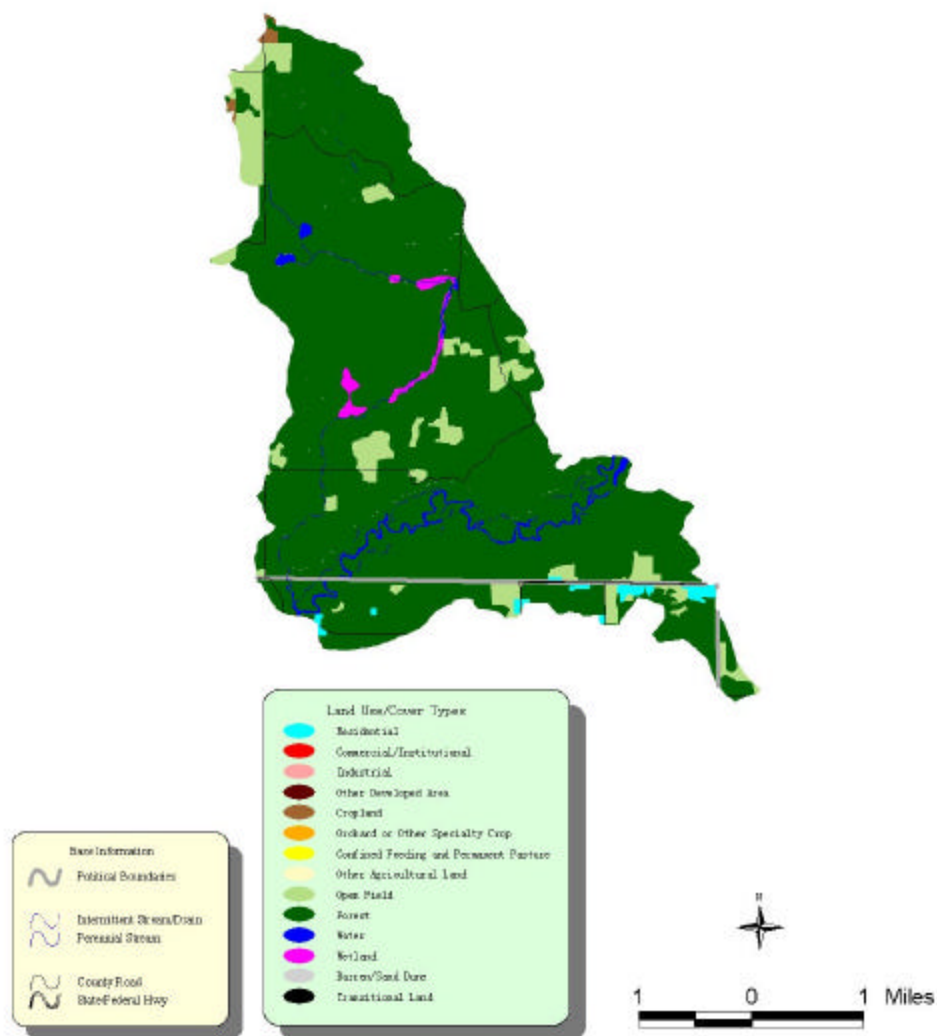 Land Use/Cover Types
Residential
Commercial/Institutional
Industrial
Other Developed Area
Cropland
Orchard or Other Specialty Crop
Confined Feeding and Permanent Pasture
Other Agricultural Land
Open Field
Forest
Water
Wetland
Barren/Sand Dune
Transitional Land
Base Information
Political Boundaries
Intermittent Stream/Drain
Perennial Stream
County Road
State/Federal Hwy
N
1 0 1 Miles